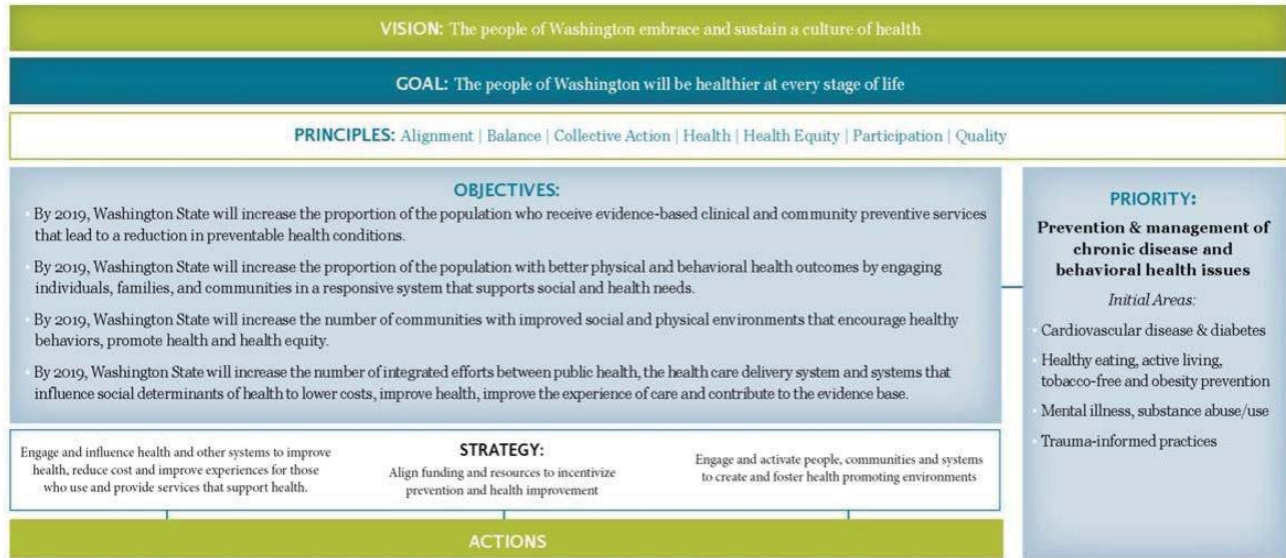 VISION: The people of Washington embrace and sustain a culture of health
GOAL: The people of Washington will be healthier at every stage of life
PRINCIPLES: Alignment | Balance | Collective Action | Health | Health Equity | Participation | Quality
OBJECTIVES:
· By 2019, Washington State will increase the proportion of the population who receive evidence-based clinical and community preventive services
that lead to a reduction in preventable health conditions.
· By 2019, Washington State will increase the proportion of the population with better physical and behavioral health outcomes by engaging
individuals, families, and communities in a responsive system that supports social and health needs.
· By 2019, Washington State will increase the number of communities with improved social and physical environments that encourage healthy
behaviors, promote health and health equity.
· By 2019, Washington State will increase the number of integrated efforts between public health, the health care delivery system and systems that
influence social determinants of health to lower costs, improve health, improve the experience of care and contribute to the evidence base.
PRIORITY:
Prevention & management of
chronic disease and
behavioral health issues
Initial Areas:
· Cardiovascular disease & diabetes
· Healthy eating, active living,
tobacco-free and obesity prevention
· Mental illness, substance abuse/use
· Trauma-informed practices
Engage and influence health and other systems to improve
health, reduce cost and improve experiences for those
who use and provide services that support health.
STRATEGY:
Align funding and resources to incentivize
prevention and health improvement
Engage and activate people, communities and systems
to create and foster health promoting environments
ACTIONS